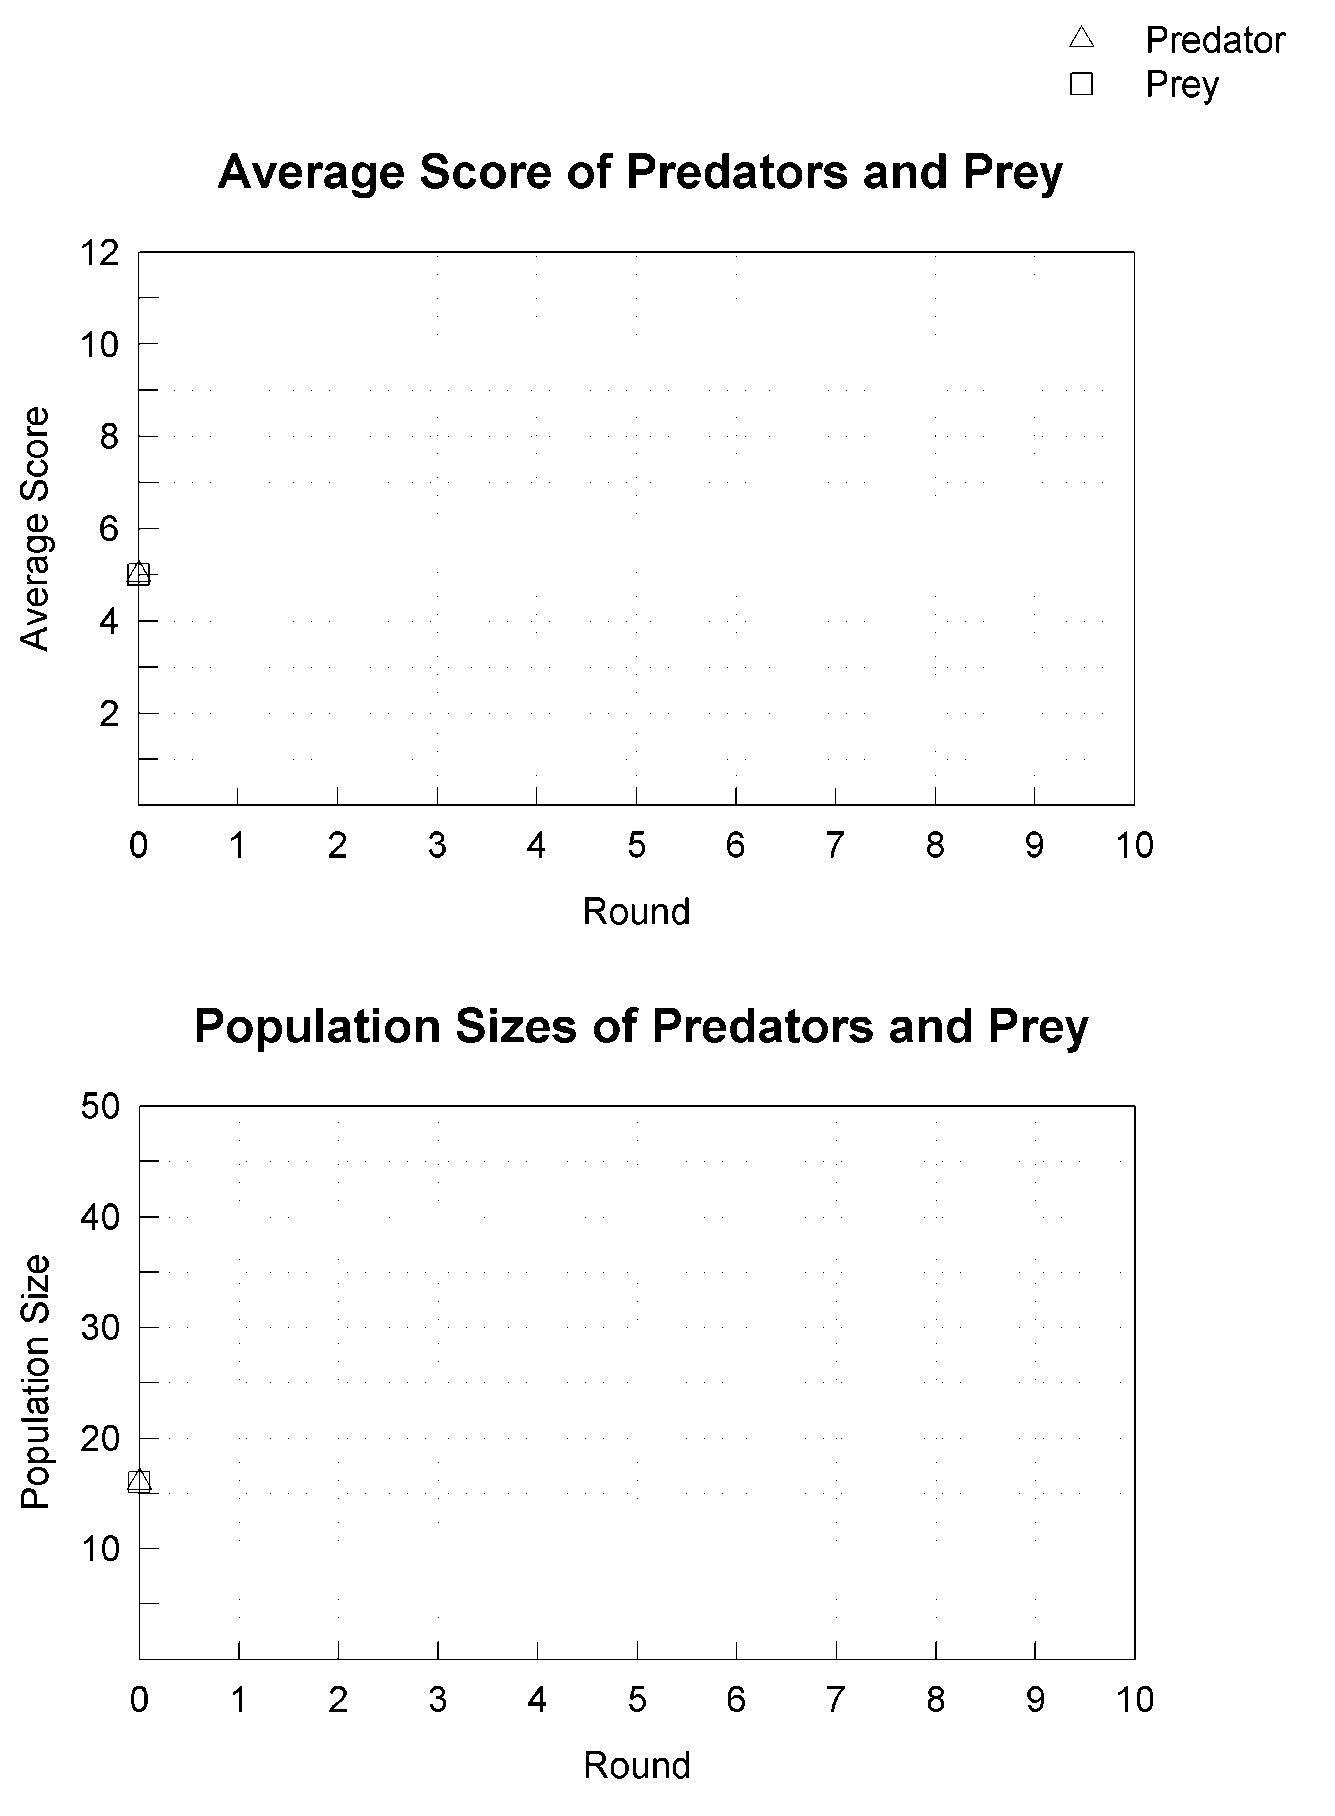 Predator
Prey
Average Score of Predators and Prey
12
10
8
6
4
2
Average Score
0 1 2 3 4 5 6 7 8 9 10
Round
Population Sizes of Predators and Prey
50
40
30
20
10
Population Size
0 1 2 3 4 5 6 7 8 9 10
Round